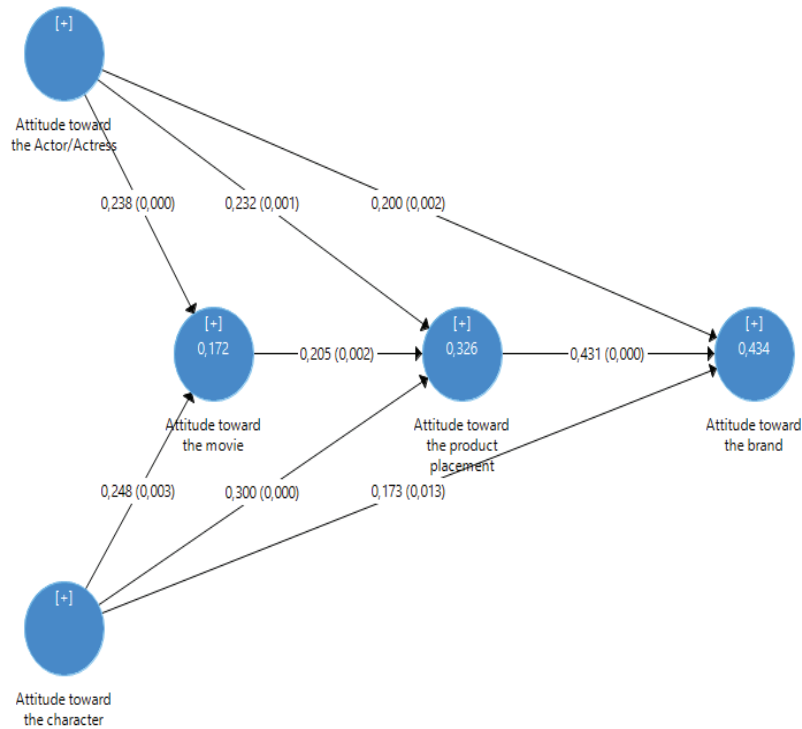 [+]
Attitude toward
the Actor/Actress
0,238 (0,000)
0,232 (0,001)
0,200 (0,002)
[+]
0,172
Attitude toward
the movie
0,205 (0,002)
[+]
0,326
Attitude toward
the product
placement
0,431 (0,000)
[+]
0,434
Attitude toward
the brand
0,248 (0,003)
0,300 (0,000)
0,173 (0,013)
[+]
Attitude toward
the character